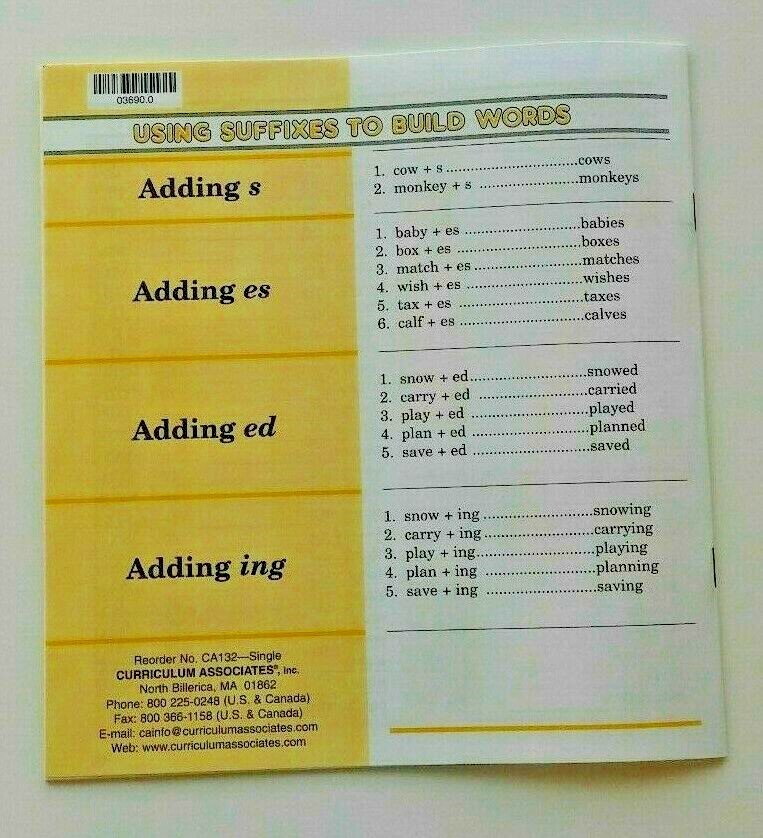 03690.0
USING SUFFIXES TO BUILD WORDS
Adding s
1. cow + s ..............................cows
2. monkey + s .......................monkeys
Adding es
1. baby + es ...........................babies
2. box + es .............................boxes
3. match + es.........................matches
4. wish + es ...........................wishes
5. tax + es .............................taxes
6. calf + es .............................calves
Adding ed
1. snow + ed...........................snowed
2. carry + ed ..........................carried
3. play + ed ...........................played
4. plan + ed ...........................planned
5. save + ed ...........................saved
Adding ing
1. snow + ing .........................snowing
2. carry + ing.........................carrying
3. play + ing...........................playing
4. plan + ing .........................planning
5. save + ing ..........................saving
Reorder No. CA132—Single
CURRICULUM ASSOCIATES®, Inc.
North Billerica, MA 01862
Phone: 800 225-0248 (U.S. & Canada)
Fax: 800 366-1158 (U.S. & Canada)
E-mail: cainfo@curriculumassociates.com
Web: www.curriculumassociates.com